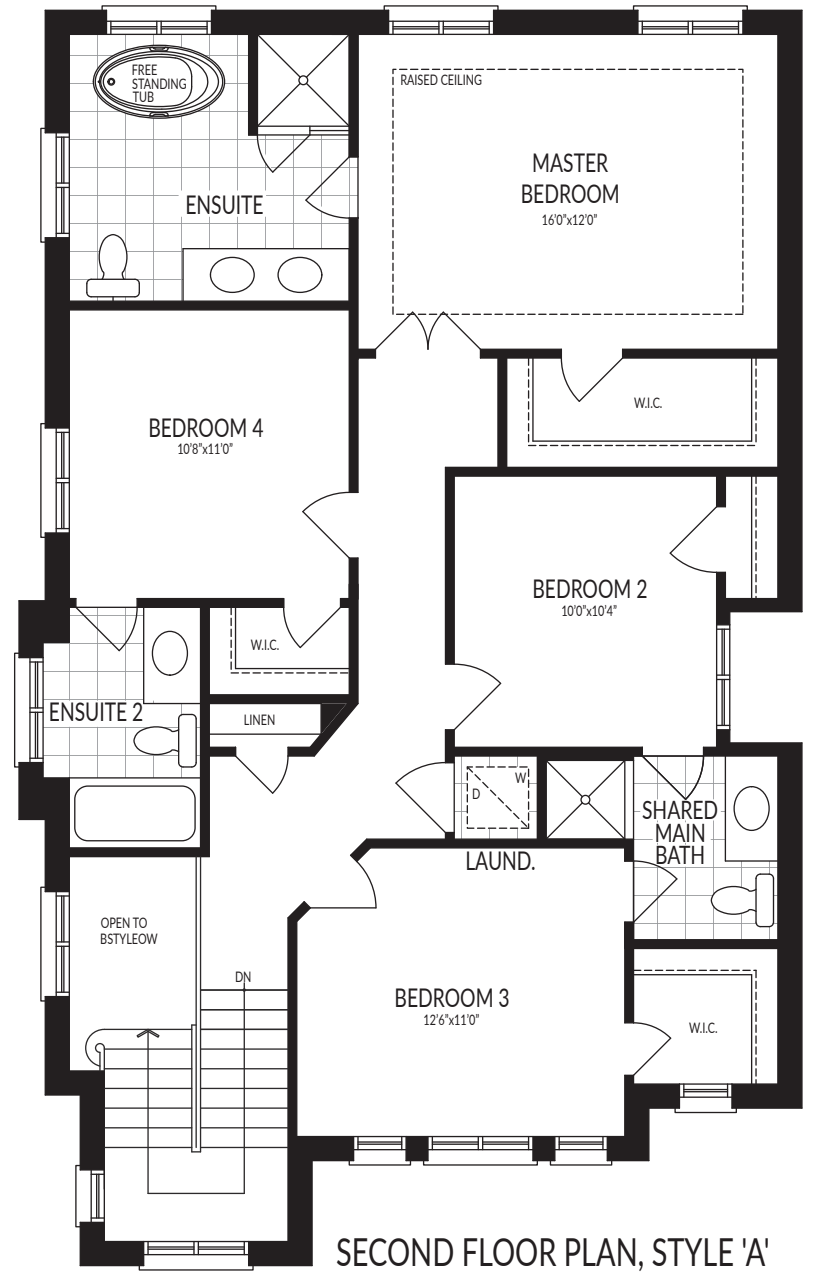 FREE
STANDING
TUB
RAISED CEILING
MASTER
BEDROOM
16'0"x12'0"
ENSUITE
W.I.C.
BEDROOM 4
10'8"x11'0"
BEDROOM 2
10'0"x10'4"
W.I.C.
ENSUITE 2
LINEN
W
D
SHARED
MAIN
BATH
LAUND.
OPEN TO
BSTYLEOW
DN
BEDROOM 3
12'6"x11'0"
W.I.C.
SECOND FLOOR PLAN, STYLE 'A'